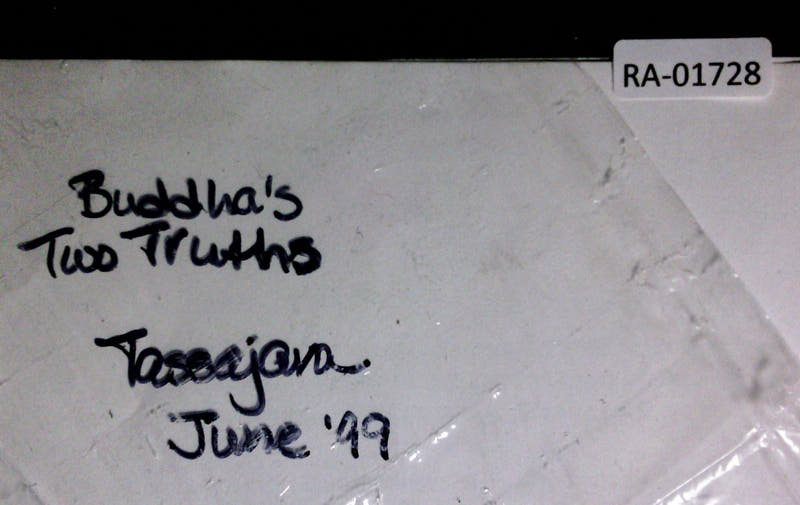 RA-01728
Buddha's
Two Truths
Tassajara.
June '99